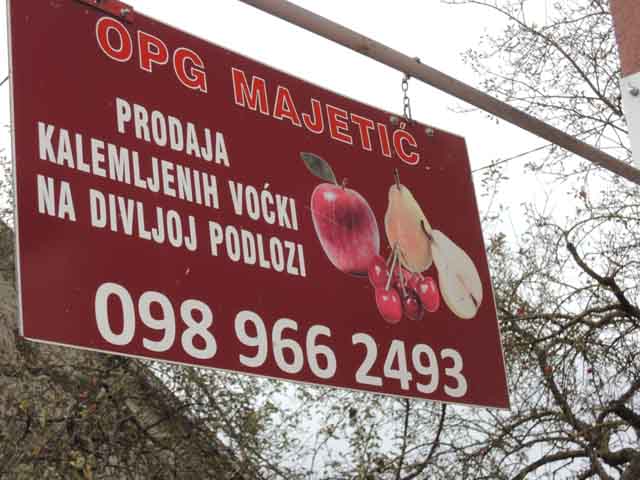 OPG MAJETIĆ
PRODAJA
KALEMLJENIH VOĆKI
NA DIVLJOJ PODLOZI
098 966 2493